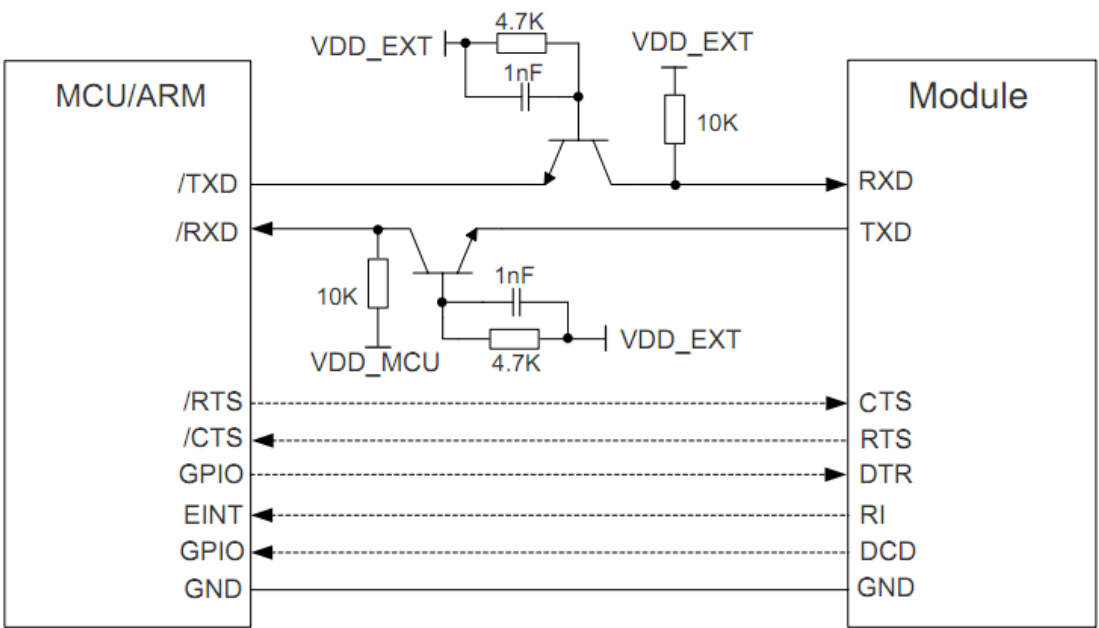 4.7K
VDD_EXT
VDD_EXT
1nF
MCU/ARM
Module
10K
/TXD
RXD
/RXD
TXD
1nF
10K
VDD_EXT
VDD_MCU
4.7K
/RTS
CTS
/CTS
RTS
GPIO
DTR
EINT
RI
GPIO
DCD
GND
GND